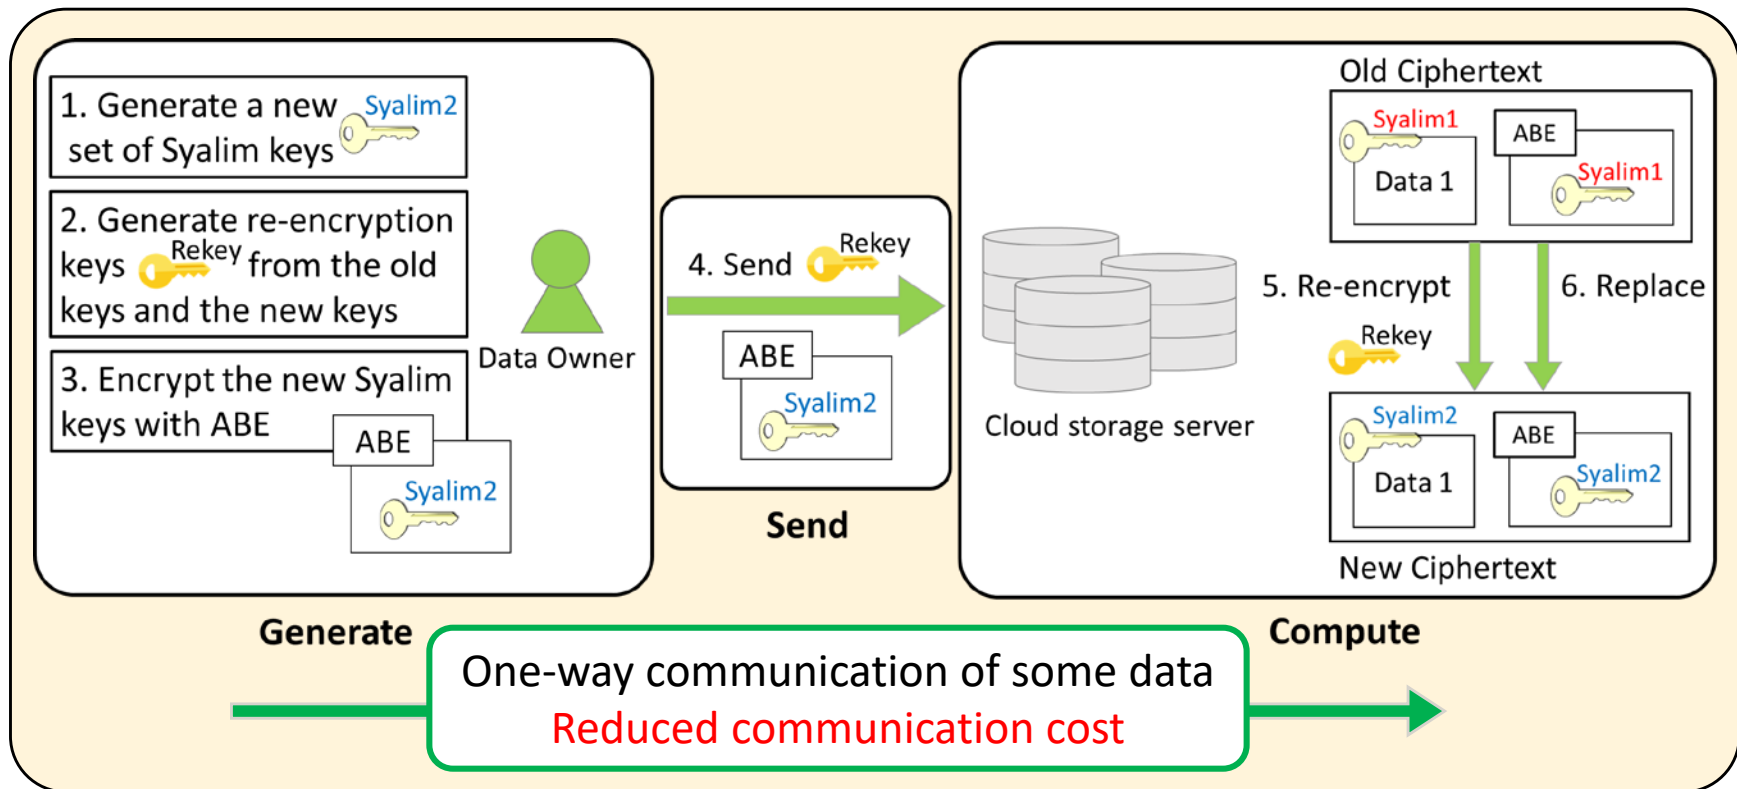 1. Generate a new
set of Syalim keys
Syalim2
2. Generate re-encryption
keys Rekey from the old
keys and the new keys
3. Encrypt the new Syalim
keys with ABE
ABE
Syalim2
Data Owner
Generate
4. Send Rekey
ABE
Syalim2
Send
Cloud storage server
Old Ciphertext
Syalim1
Data 1
ABE
Syalim1
5. Re-encrypt
Rekey
6. Replace
Syalim2
Data 1
ABE
Syalim2
New Ciphertext
Compute
One-way communication of some data
Reduced communication cost